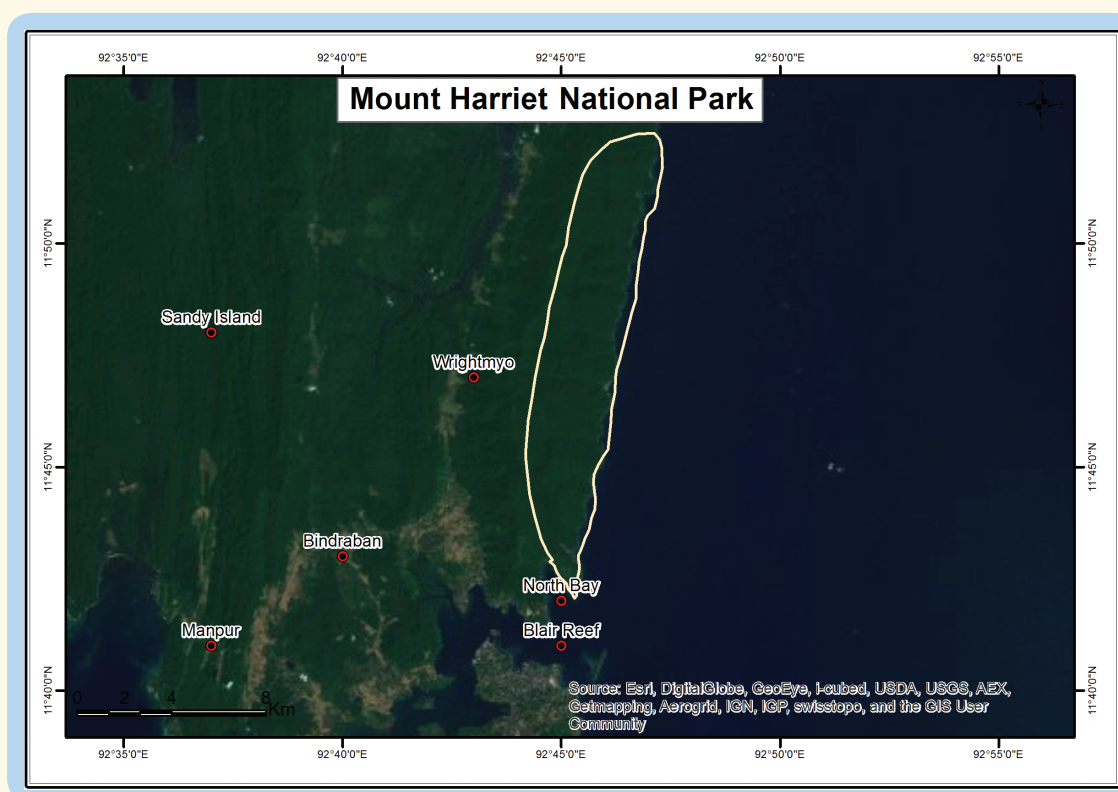 92°35'0"E 92°40'0"E 92°45'0"E 92°50'0"E 92°55'0"E
Mount Harriet National Park
11°50'0"N 11°50'0"N
Sandy Island
Wrightmyo
11°45'0"N 11°45'0"N
Bindraban
North Bay
Manpur Blair Reef
11°40'0"N 11°40'0"N
0 2 4 8
Km
Source: Esri, DigitalGlobe, GeoEye, i-cubed, USDA, USGS, AEX,
Getmapping, Aerogrid, IGN, IGP, swisstopo, and the GIS User
Community
92°35'0"E 92°40'0"E 92°45'0"E 92°50'0"E 92°55'0"E